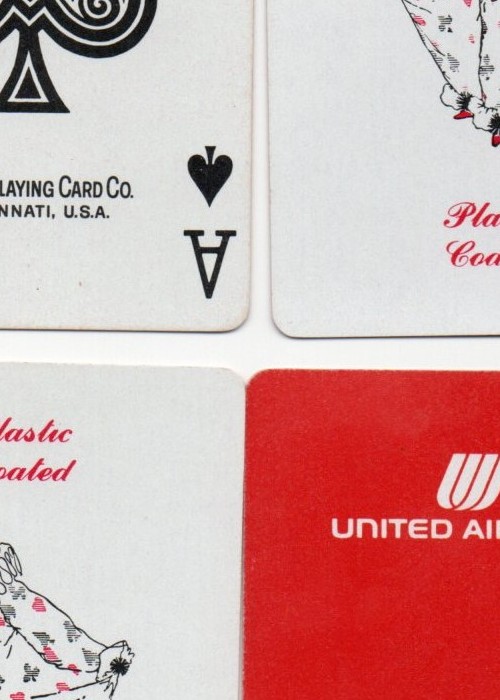 LAYING CARD CO.
NNATI, U.S.A.
A
Pla
Coa
lastic
oated
UNITED AI